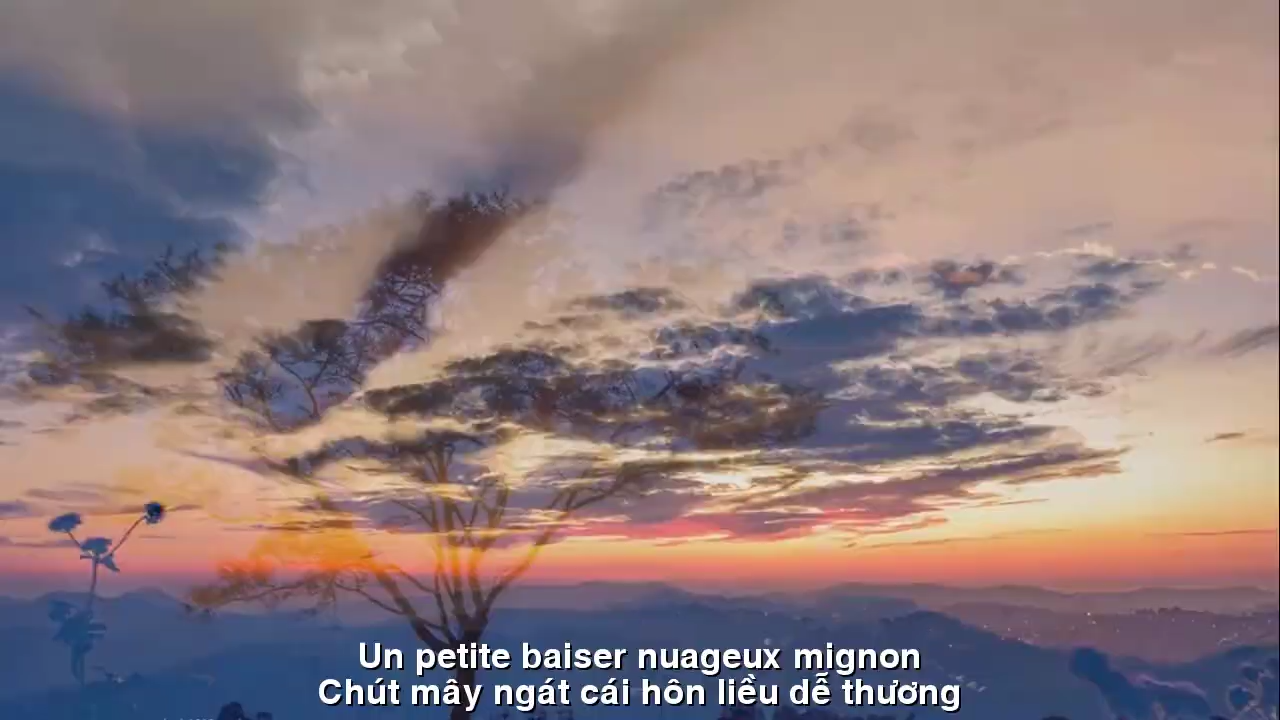 Un petite baiser nuageux mignon
Chút mây ngát cái hôn liều dễ thương